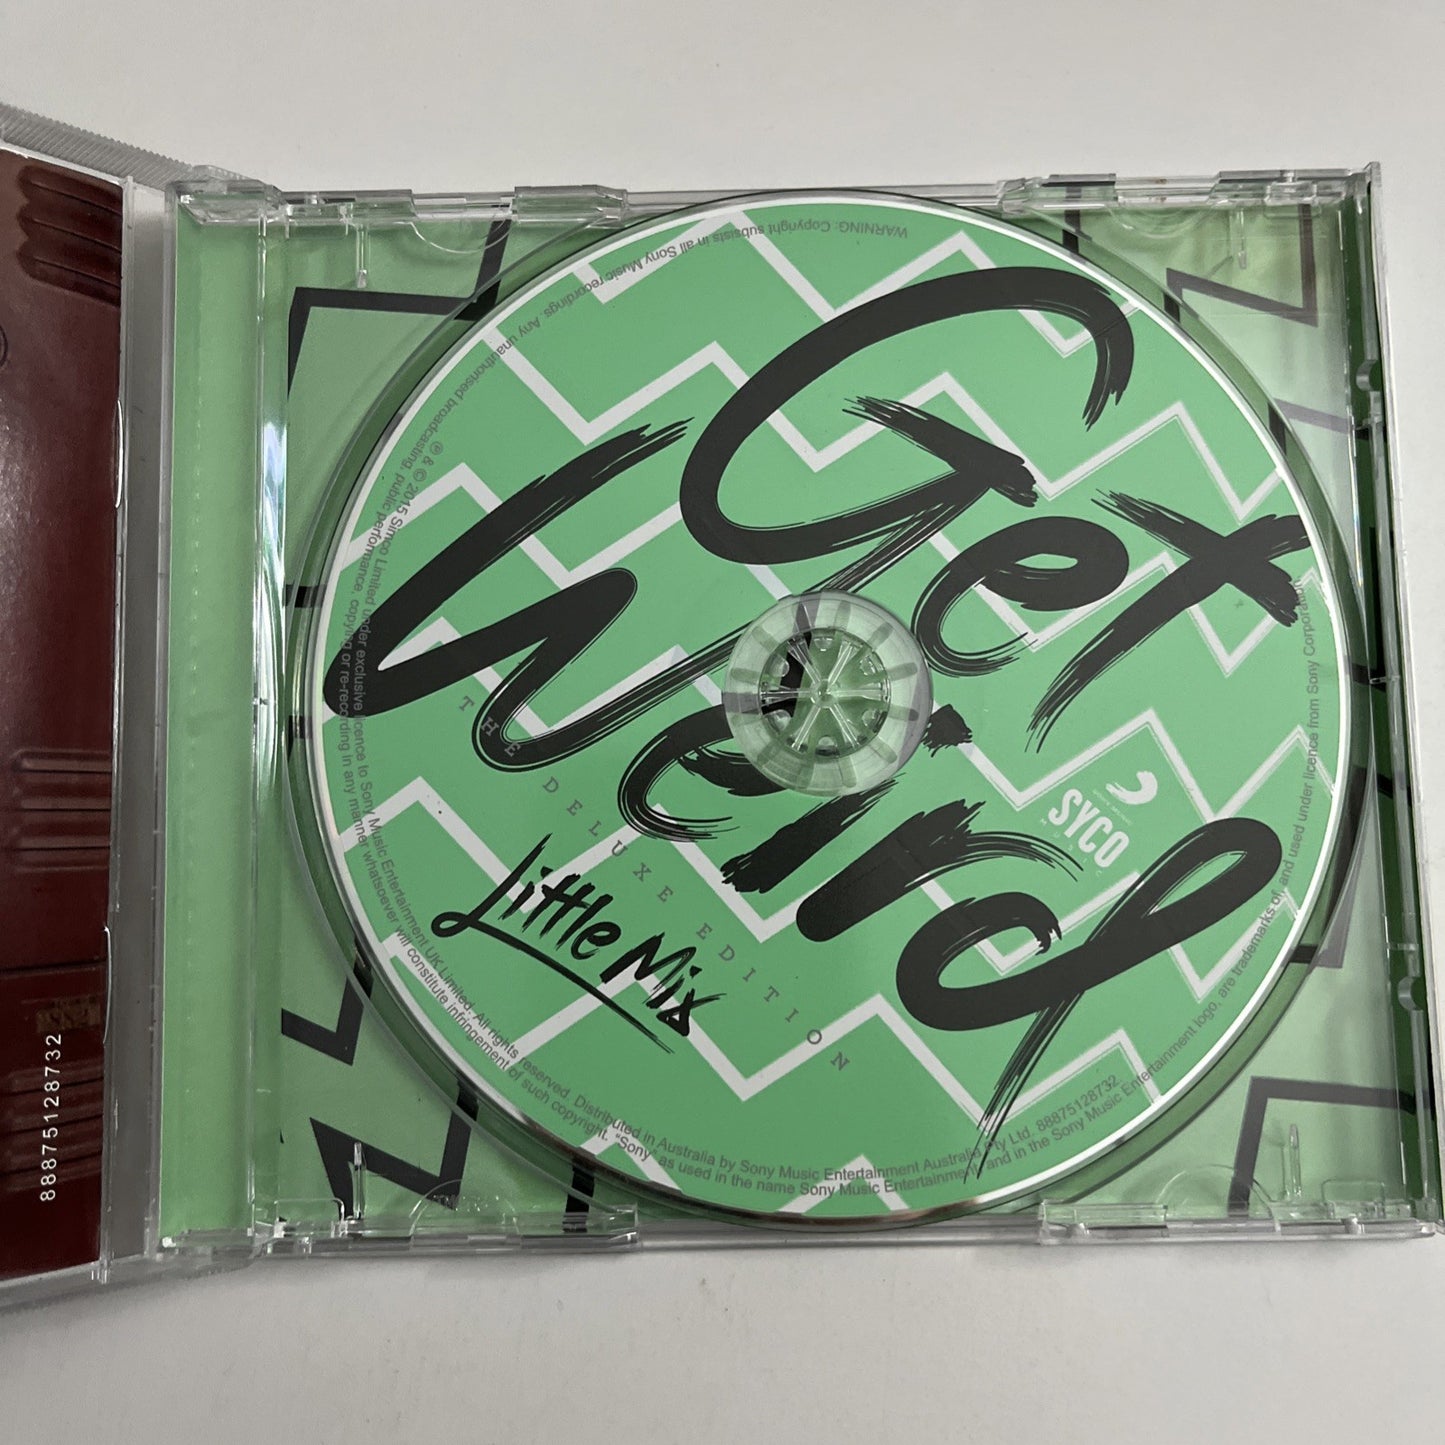 Get
Weird
THE DELUXE EDITION
Little Mix
SONY MUSIC
SYCO
MUSIC
℗ & © 2015 Simco Limited under exclusive licence to Sony Music Entertainment UK Limited. All rights reserved. Distributed in Australia by Sony Music Entertainment Australia Pty Ltd. 88875128732
WARNING: Copyright subsists in all Sony Music recordings. Any unauthorised broadcasting, public performance, copying or re-recording in any manner whatsoever will constitute infringement of such copyright. "Sony" as used in the name Sony Music Entertainment, and in the Sony Music Entertainment logo, are trademarks of, and used under licence from Sony Corporation.
88875128732